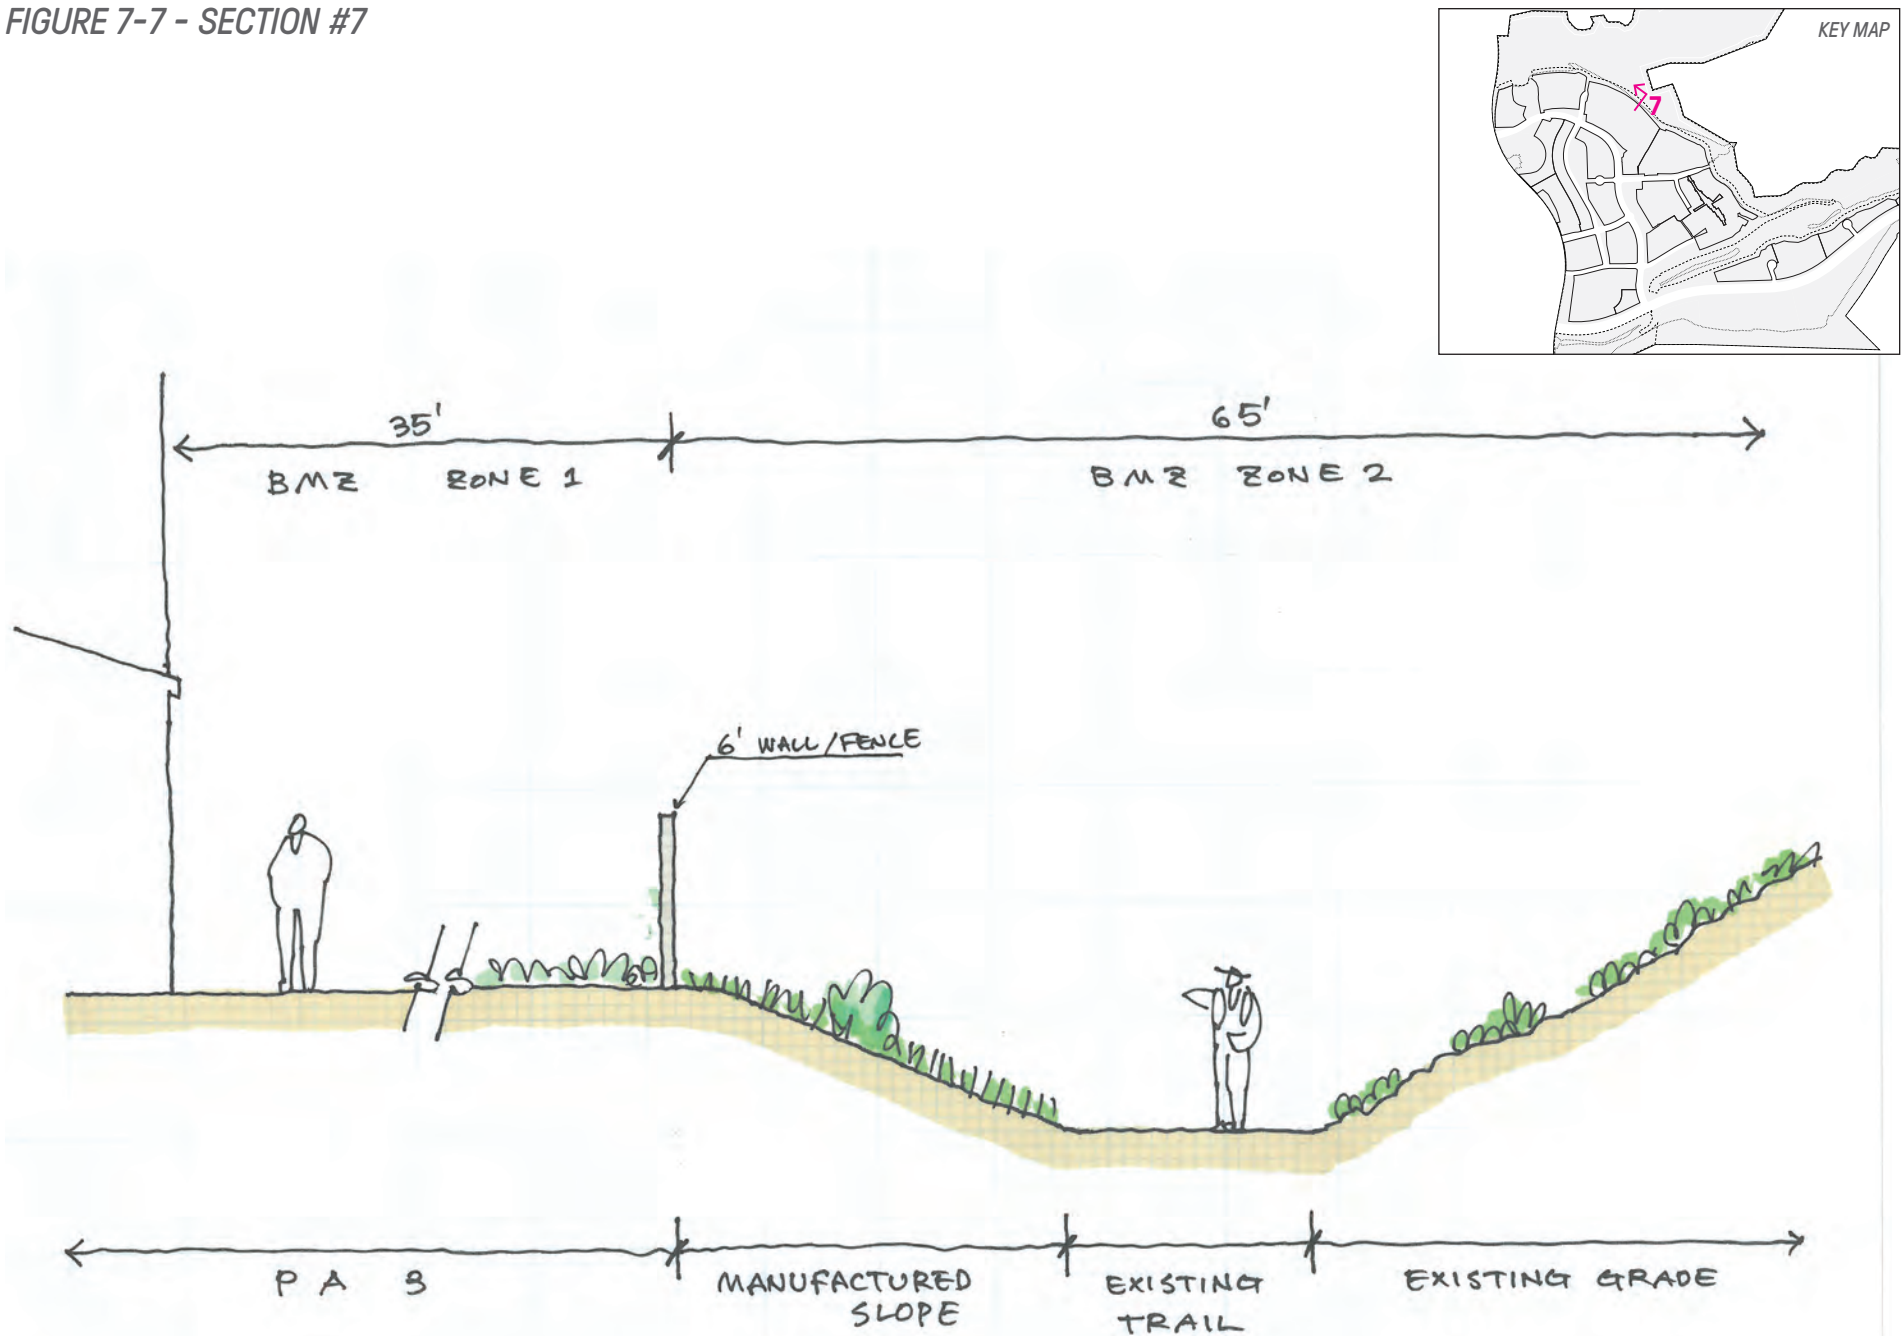 FIGURE 7-7 - SECTION #7
KEY MAP
7
35'
65'
BMZ ZONE 1
BMZ ZONE 2
6' WALL/FENCE
PA 8
MANUFACTURED
SLOPE
EXISTING
TRAIL
EXISTING GRADE